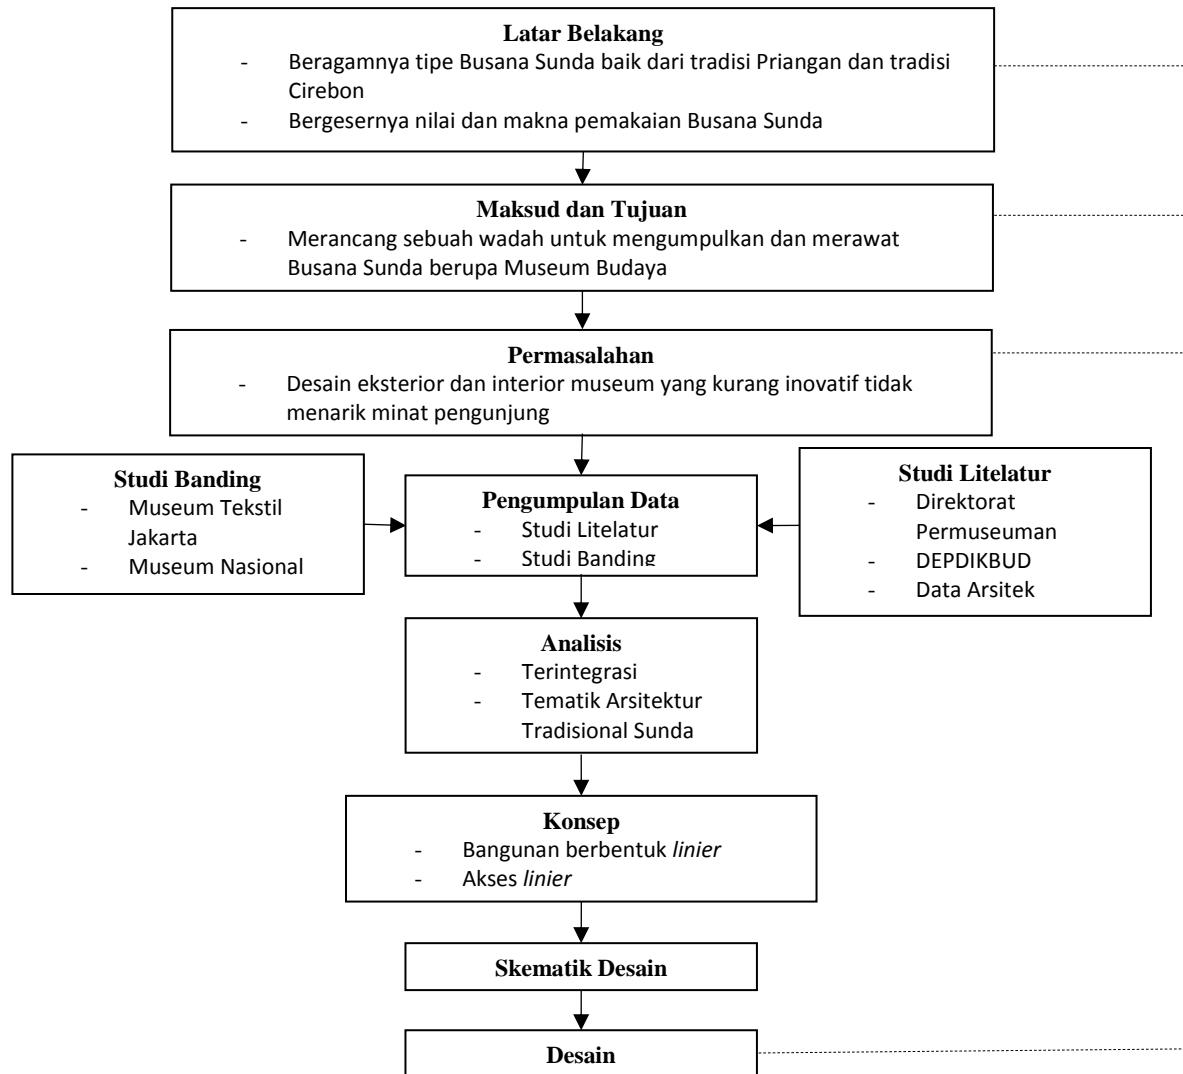 Latar Belakang
- Beragamnya tipe Busana Sunda baik dari tradisi Priangan dan tradisi
Cirebon
- Bergesernya nilai dan makna pemakaian Busana Sunda
Maksud dan Tujuan
- Merancang sebuah wadah untuk mengumpulkan dan merawat
Busana Sunda berupa Museum Budaya
Permasalahan
- Desain eksterior dan interior museum yang kurang inovatif tidak
menarik minat pengunjung
Studi Banding
- Museum Tekstil
Jakarta
- Museum Nasional
Pengumpulan Data
- Studi Litelatur
- Studi Banding
Studi Litelatur
- Direktorat
Permuseuman
- DEPDIKBUD
- Data Arsitek
Analisis
- Terintegrasi
- Tematik Arsitektur
Tradisional Sunda
Konsep
- Bangunan berbentuk linier
- Akses linier
Skematik Desain
Desain